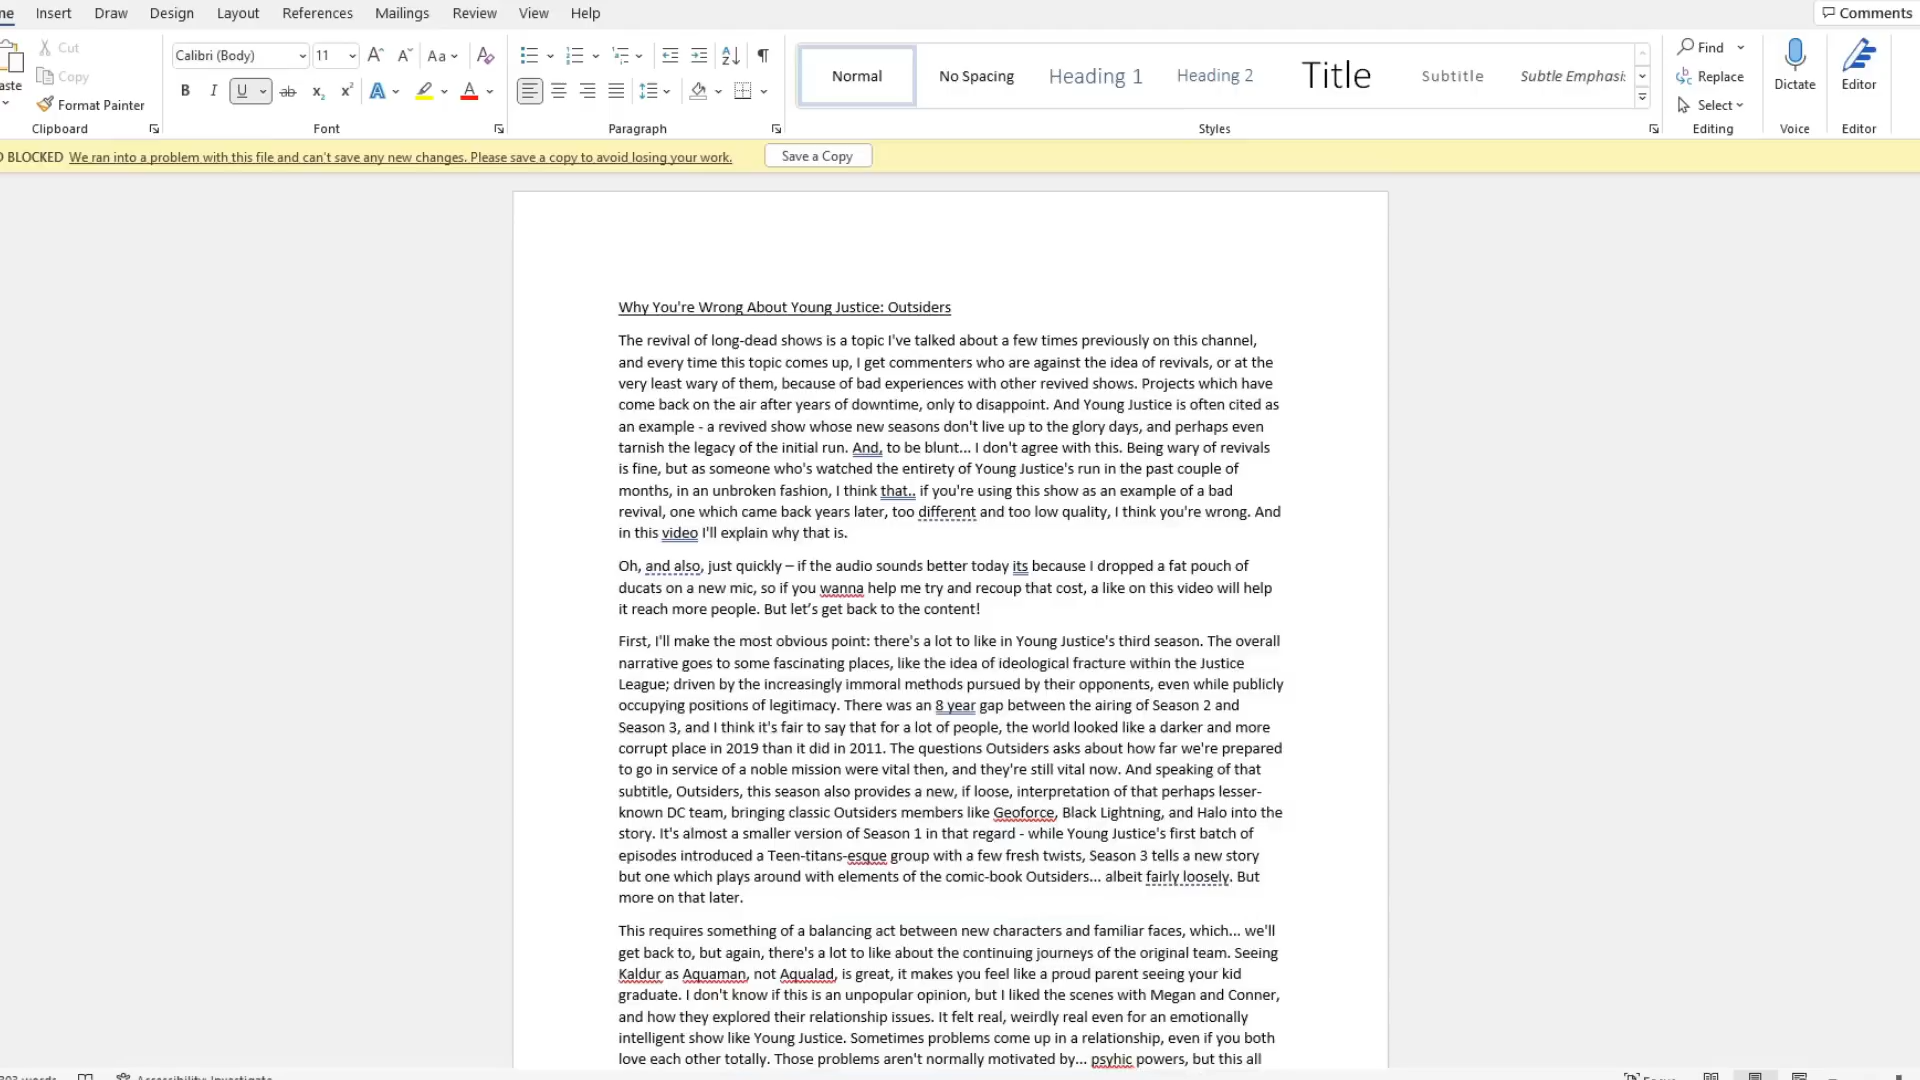 Insert Draw Design Layout References Mailings Review View Help Comments
Cut
Copy
Format Painter
Clipboard
Calibri (Body) 11
Font
Paragraph
Normal No Spacing Heading 1 Heading 2 Title Subtitle Subtle Emphasi:
Styles
Find
Replace
Select
Editing
Dictate
Voice
Editor
Editor
BLOCKED We ran into a problem with this file and can't save any new changes. Please save a copy to avoid losing your work. Save a Copy
Why You're Wrong About Young Justice: Outsiders
The revival of long-dead shows is a topic I've talked about a few times previously on this channel,
and every time this topic comes up, I get commenters who are against the idea of revivals, or at the
very least wary of them, because of bad experiences with other revived shows. Projects which have
come back on the air after years of downtime, only to disappoint. And Young Justice is often cited as
an example - a revived show whose new seasons don't live up to the glory days, and perhaps even
tarnish the legacy of the initial run. And, to be blunt... I don't agree with this. Being wary of revivals
is fine, but as someone who's watched the entirety of Young Justice's run in the past couple of
months, in an unbroken fashion, I think that.. if you're using this show as an example of a bad
revival, one which came back years later, too different and too low quality, I think you're wrong. And
in this video I'll explain why that is.
Oh, and also, just quickly – if the audio sounds better today its because I dropped a fat pouch of
ducats on a new mic, so if you wanna help me try and recoup that cost, a like on this video will help
it reach more people. But let's get back to the content!
First, I'll make the most obvious point: there's a lot to like in Young Justice's third season. The overall
narrative goes to some fascinating places, like the idea of ideological fracture within the Justice
League; driven by the increasingly immoral methods pursued by their opponents, even while publicly
occupying positions of legitimacy. There was an 8 year gap between the airing of Season 2 and
Season 3, and I think it's fair to say that for a lot of people, the world looked like a darker and more
corrupt place in 2019 than it did in 2011. The questions Outsiders asks about how far we're prepared
to go in service of a noble mission were vital then, and they're still vital now. And speaking of that
subtitle, Outsiders, this season also provides a new, if loose, interpretation of that perhaps lesser-
known DC team, bringing classic Outsiders members like Geoforce, Black Lightning, and Halo into the
story. It's almost a smaller version of Season 1 in that regard - while Young Justice's first batch of
episodes introduced a Teen-titans-esque group with a few fresh twists, Season 3 tells a new story
but one which plays around with elements of the comic-book Outsiders... albeit fairly loosely. But
more on that later.
This requires something of a balancing act between new characters and familiar faces, which... we'll
get back to, but again, there's a lot to like about the continuing journeys of the original team. Seeing
Kaldur as Aquaman, not Aqualad, is great, it makes you feel like a proud parent seeing your kid
graduate. I don't know if this is an unpopular opinion, but I liked the scenes with Megan and Conner,
and how they explored their relationship issues. It felt real, weirdly real even for an emotionally
intelligent show like Young Justice. Sometimes problems come up in a relationship, even if you both
love each other totally. Those problems aren't normally motivated by... psyhic powers, but this all